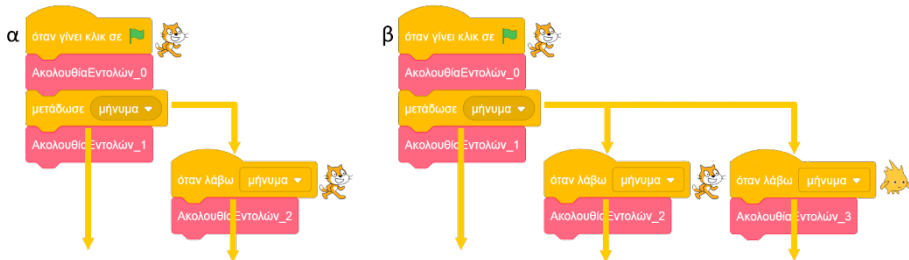 α
όταν γίνει κλικ σε
ΑκολουθίαΕντολών_0
μετάδωσε μήνυμα
ΑκολουθίαΕντολών_1
όταν λάβω μήνυμα
ΑκολουθίαΕντολών_2
β
όταν γίνει κλικ σε
ΑκολουθίαΕντολών_0
μετάδωσε μήνυμα
ΑκολουθίαΕντολών_1
όταν λάβω μήνυμα
ΑκολουθίαΕντολών_2
όταν λάβω μήνυμα
ΑκολουθίαΕντολών_3